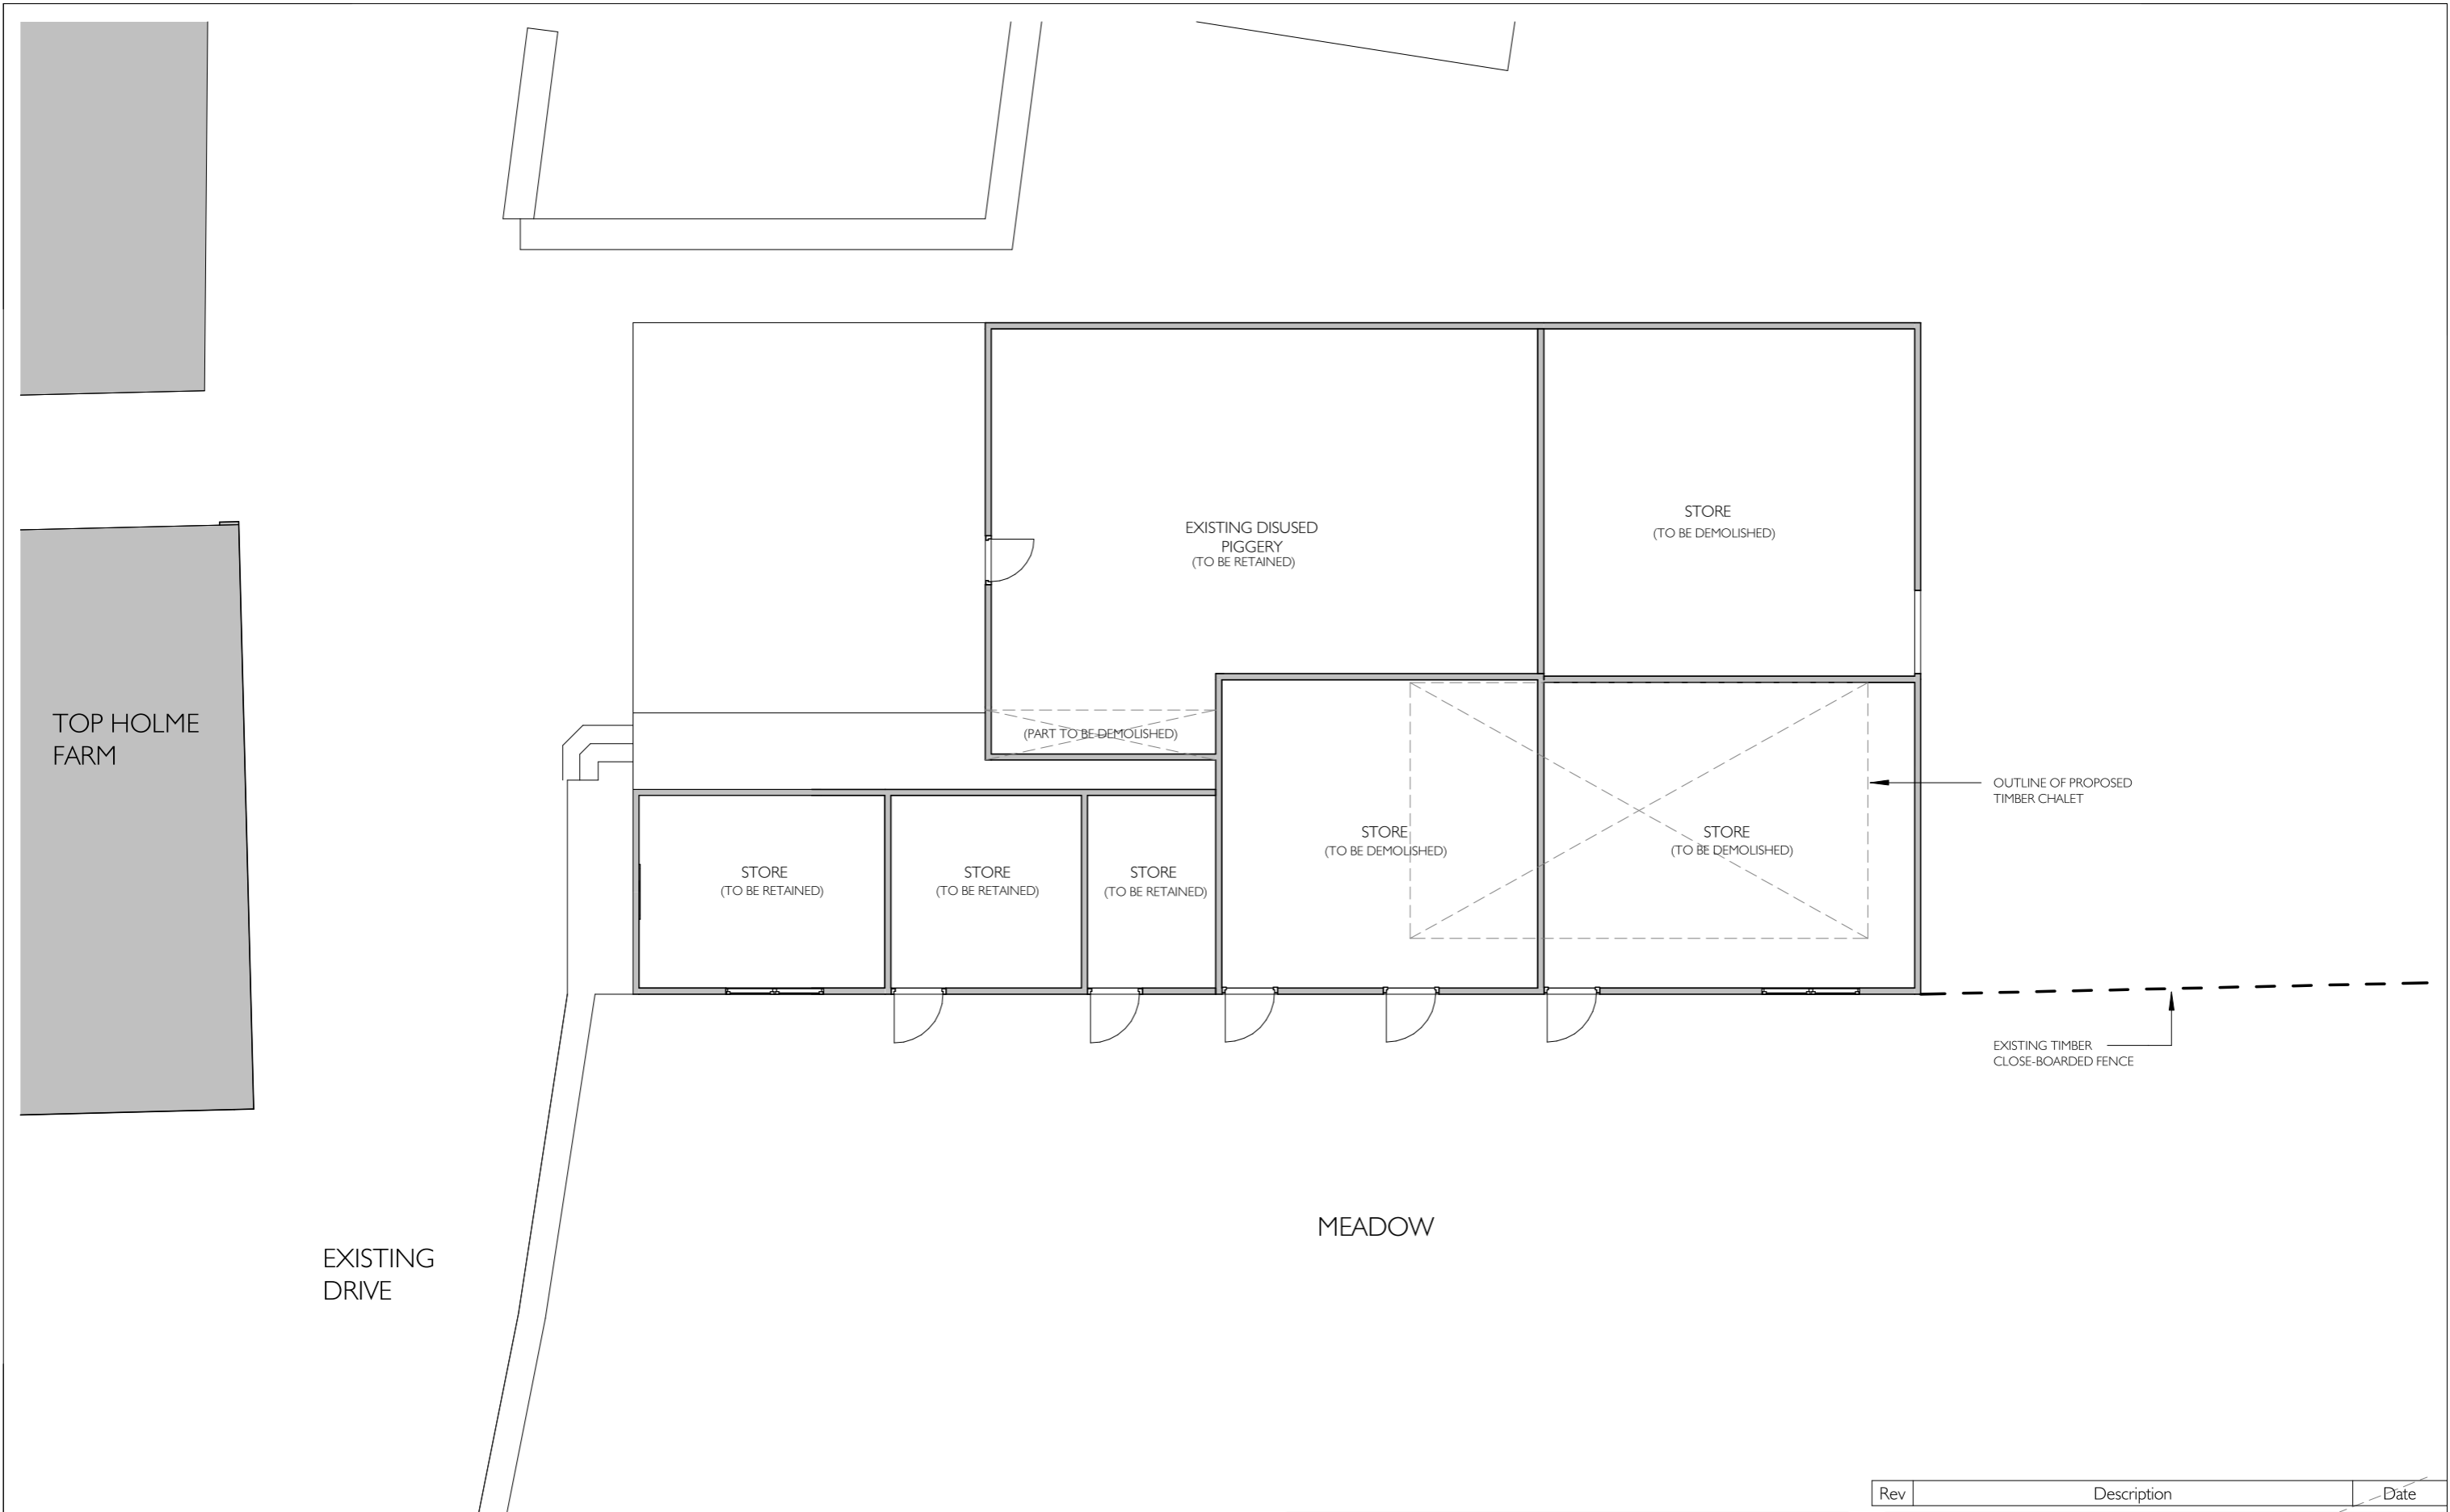 EXISTING DISUSED
PIGGERY
(TO BE RETAINED)
STORE
(TO BE DEMOLISHED)
TOP HOLME
FARM
(PART TO BE DEMOLISHED)
OUTLINE OF PROPOSED
TIMBER CHALET
STORE
(TO BE RETAINED)
STORE
(TO BE RETAINED)
STORE
(TO BE RETAINED)
STORE
(TO BE DEMOLISHED)
STORE
(TO BE DEMOLISHED)
EXISTING TIMBER
CLOSE-BOARDED FENCE
MEADOW
EXISTING
DRIVE
Rev Description Date